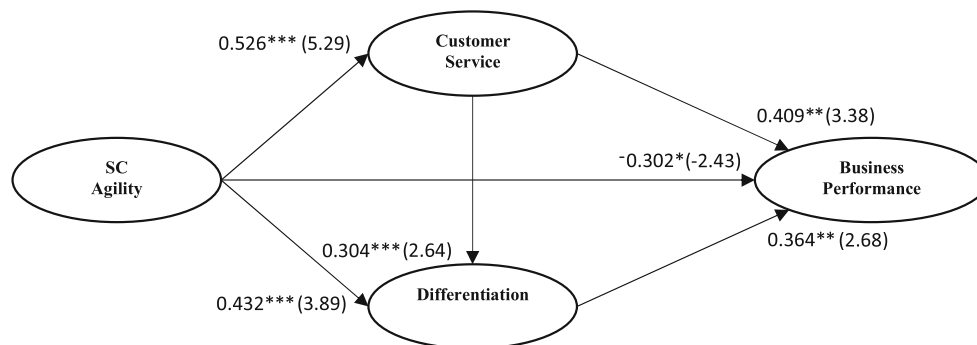 0.526*** (5.29)
Customer
Service
0.409** (3.38)
SC
Agility
-0.302* (-2.43)
Business
Performance
0.304*** (2.64)
0.364** (2.68)
0.432*** (3.89)
Differentiation